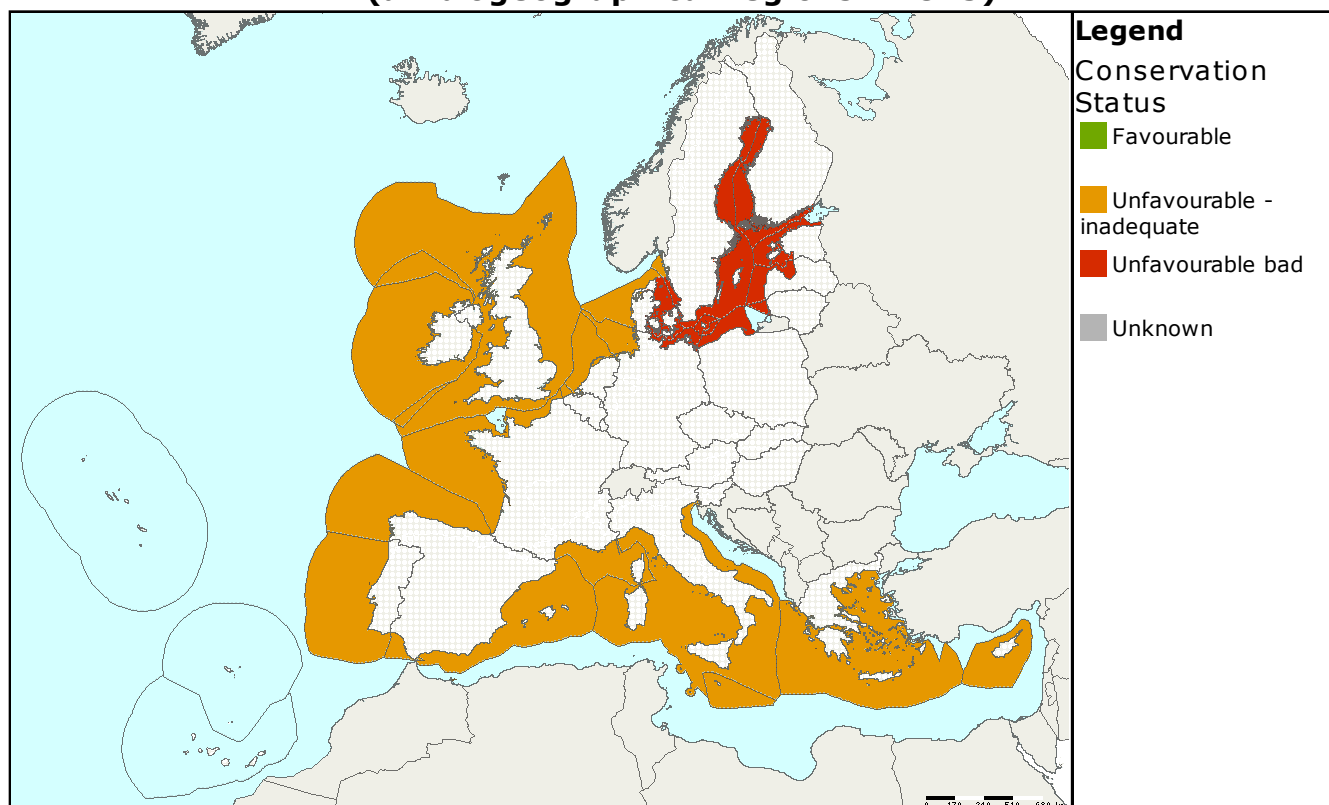 Legend
Conservation
Status
Favourable
Unfavourable -
inadequate
Unfavourable bad
Unknown